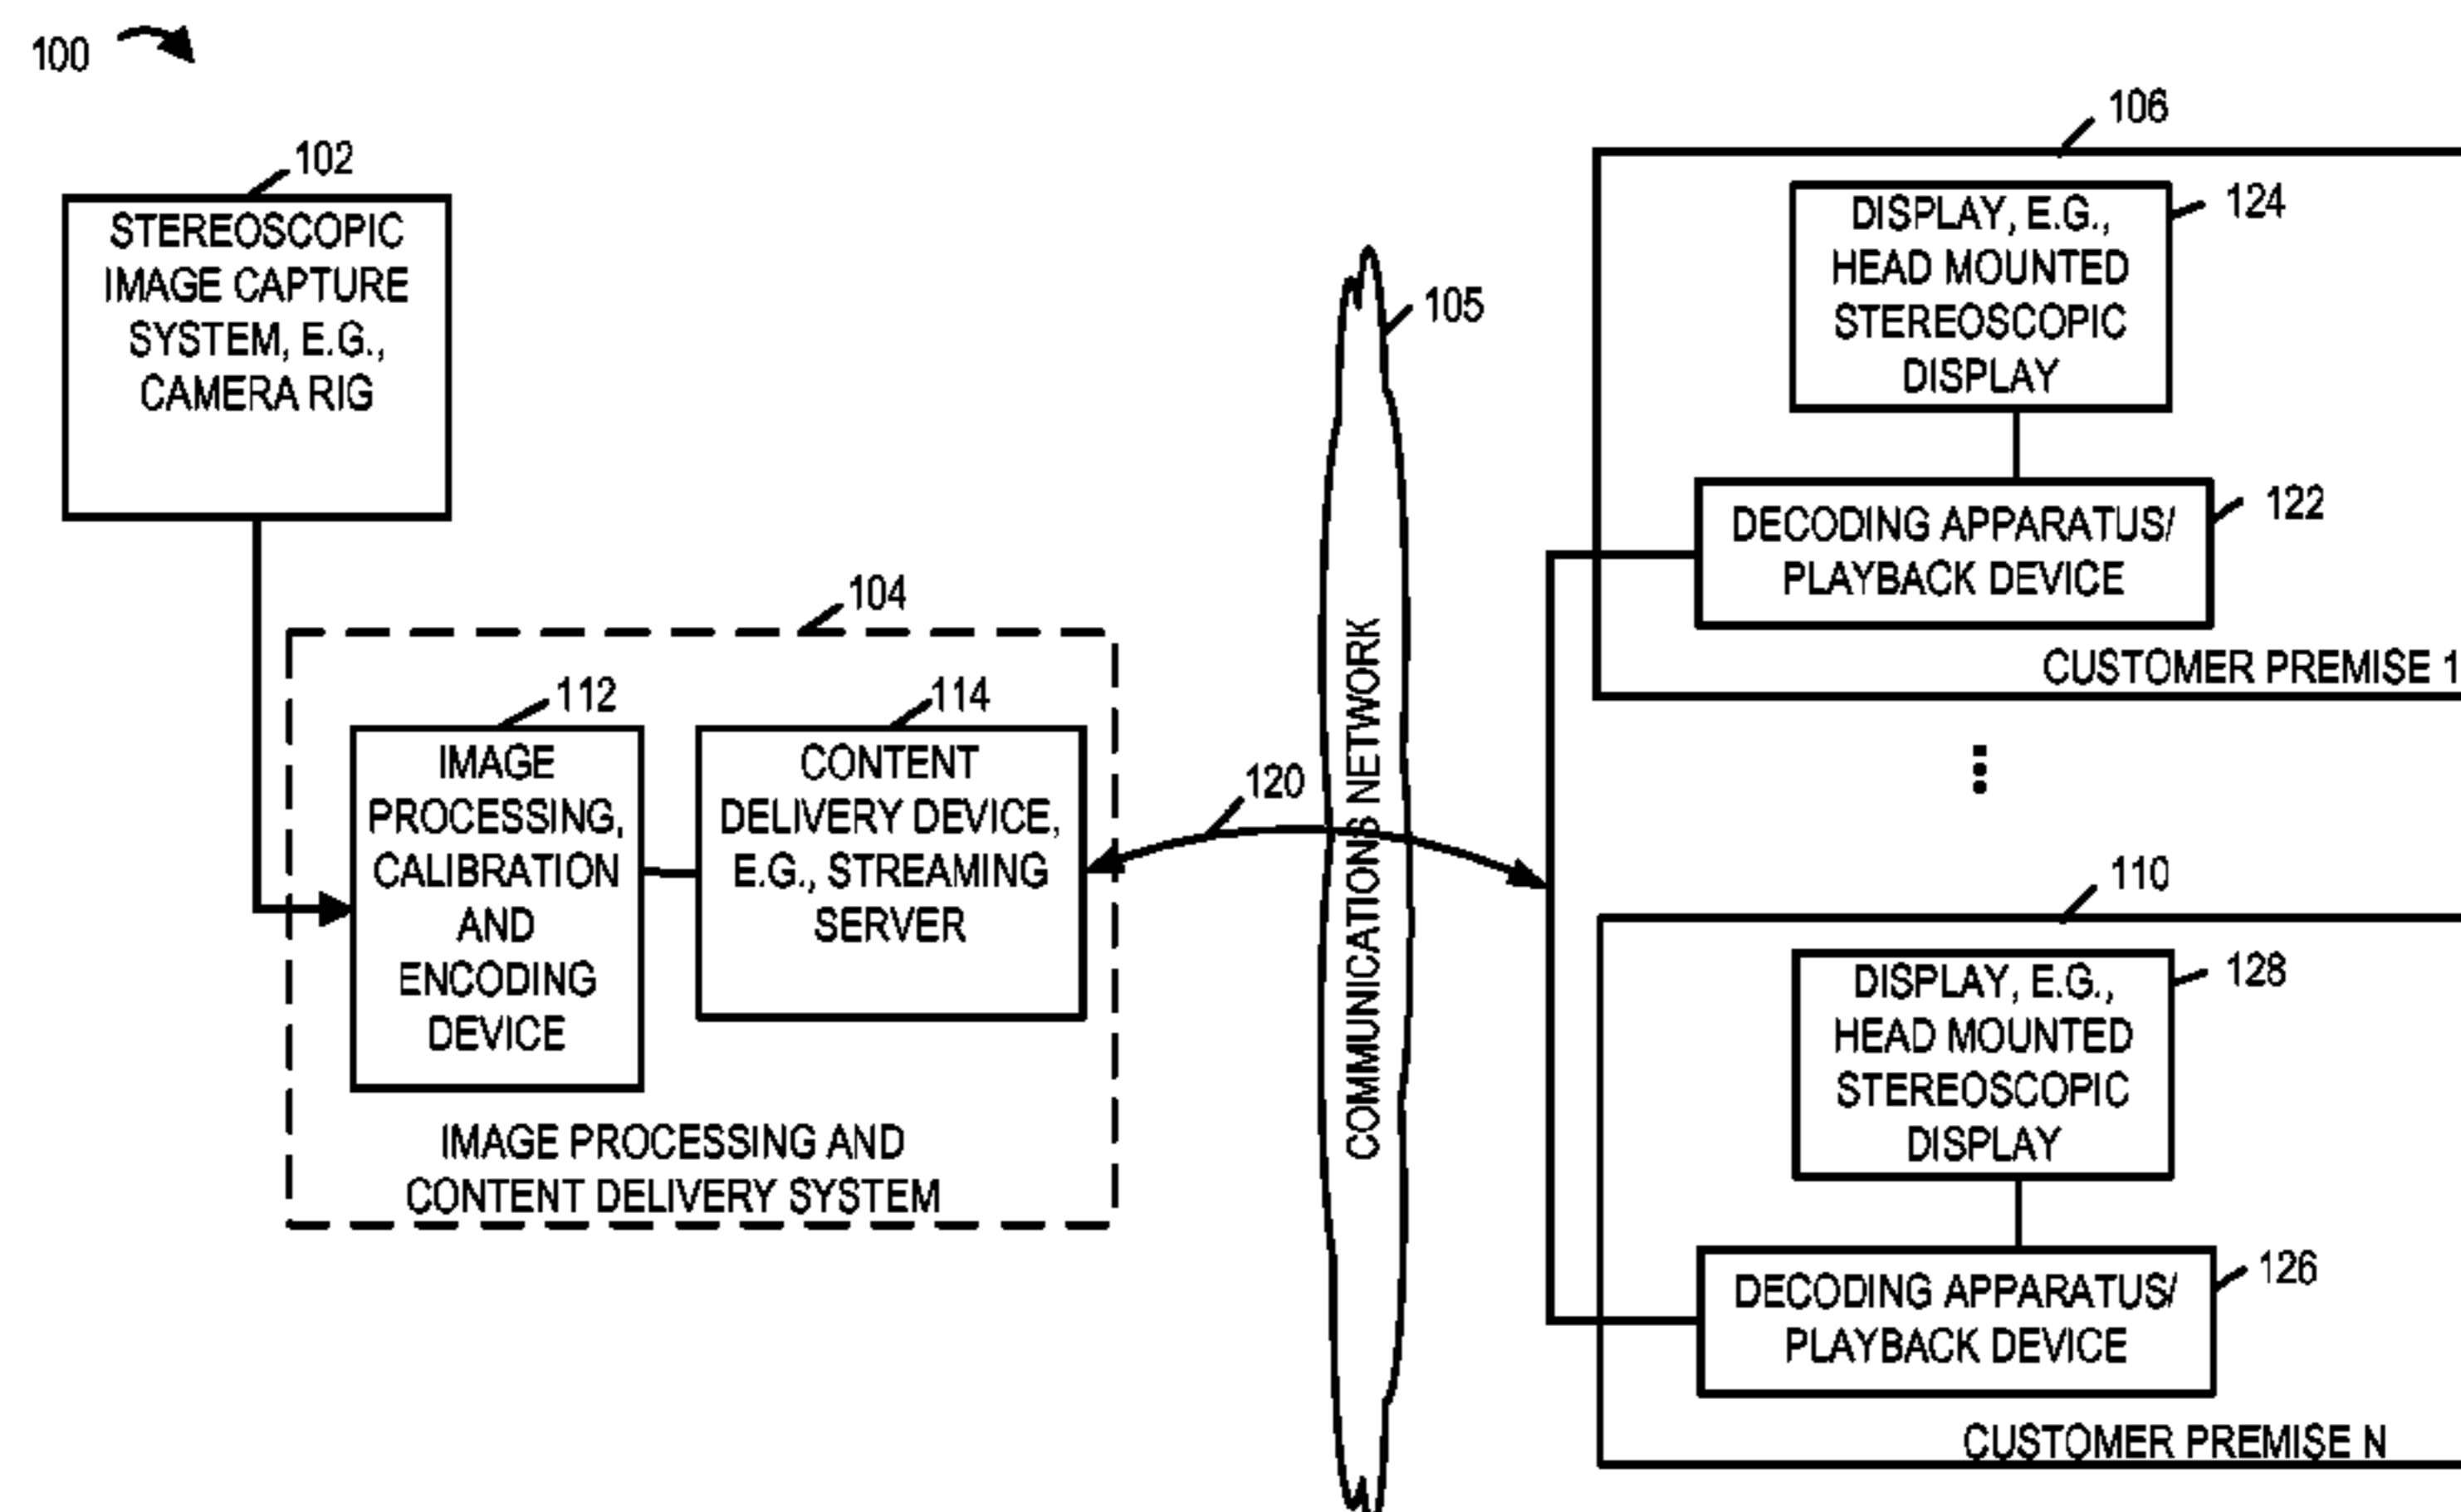 100
102
STEREOSCOPIC
IMAGE CAPTURE
SYSTEM, E.G.,
CAMERA RIG
104
112
IMAGE
PROCESSING,
CALIBRATION
AND
ENCODING
DEVICE
114
CONTENT
DELIVERY DEVICE,
E.G., STREAMING
SERVER
IMAGE PROCESSING AND
CONTENT DELIVERY SYSTEM
120
105
COMMUNICATIONS NETWORK
106
124
DISPLAY, E.G.,
HEAD MOUNTED
STEREOSCOPIC
DISPLAY
122
DECODING APPARATUS/
PLAYBACK DEVICE
CUSTOMER PREMISE 1
110
128
DISPLAY, E.G.,
HEAD MOUNTED
STEREOSCOPIC
DISPLAY
126
DECODING APPARATUS/
PLAYBACK DEVICE
CUSTOMER PREMISE N